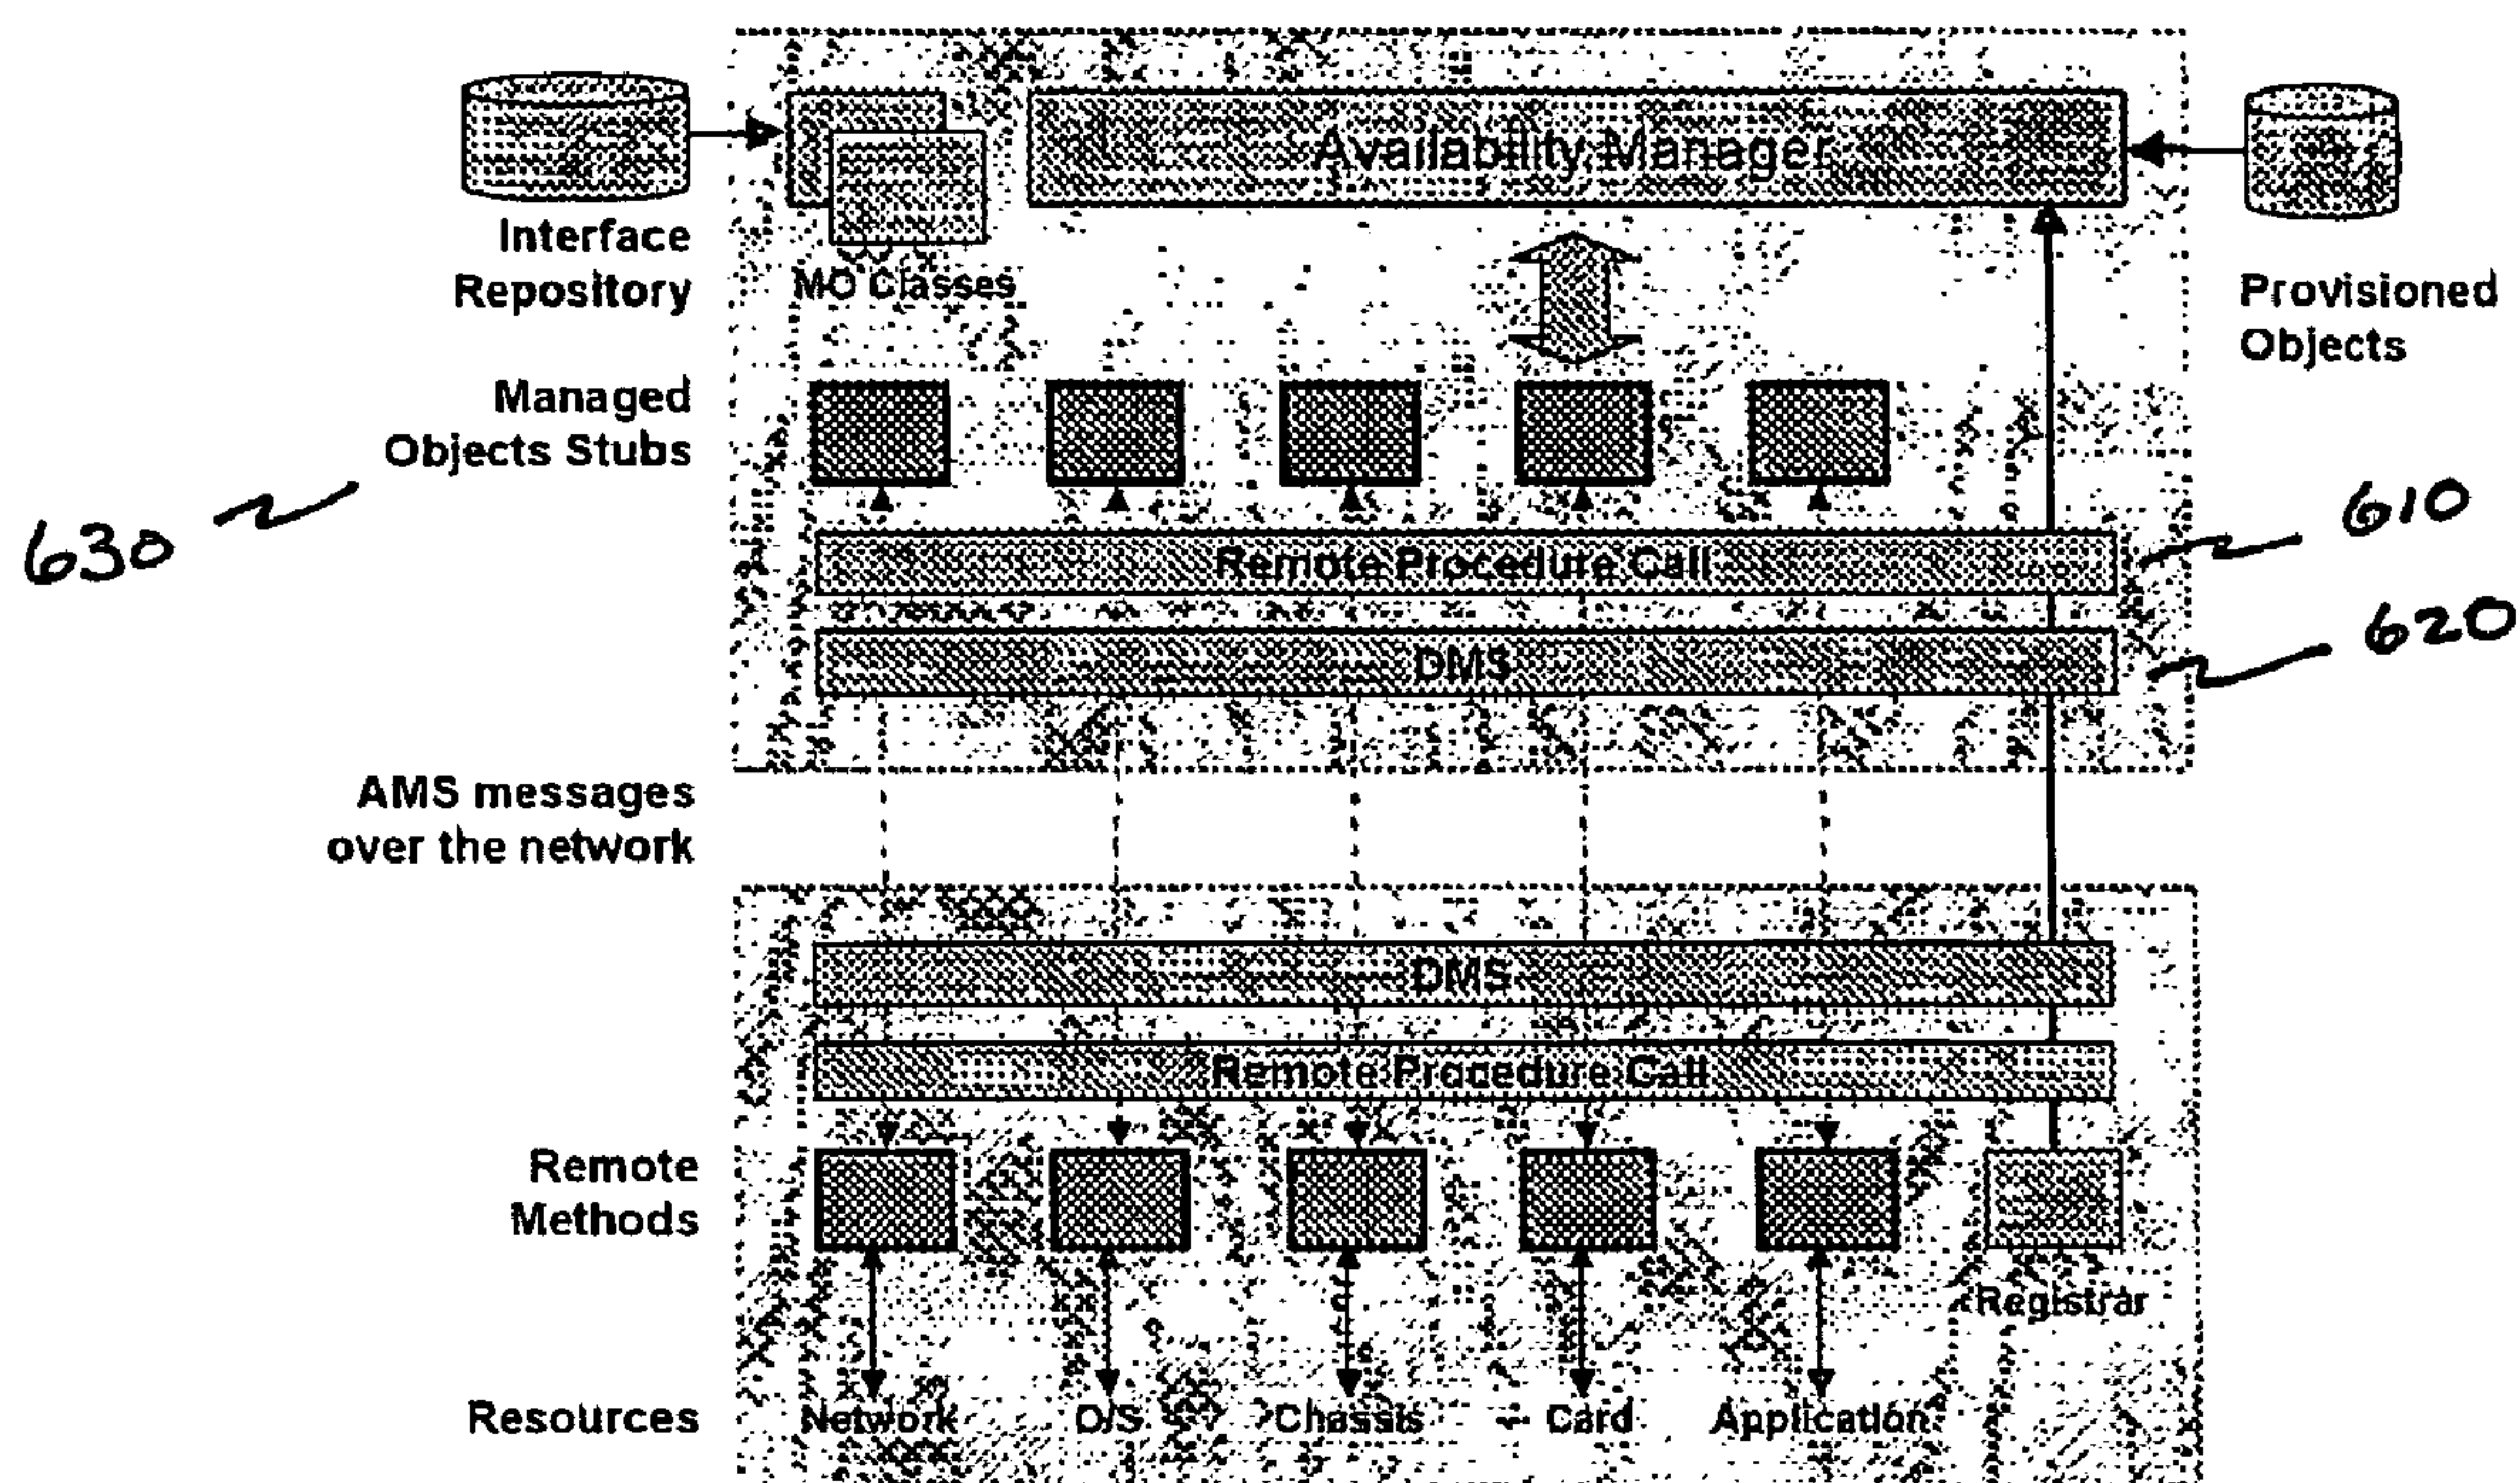 Availability Manager
Interface
Repository
MO Classes
Provisioned
Objects
Managed
Objects Stubs
630
610
Remote Procedure Call
620
DMS
AMS messages
over the network
DMS
Remote Procedure Call
Remote
Methods
Registrar
Resources
Network
O/S
Chassis
Card
Application